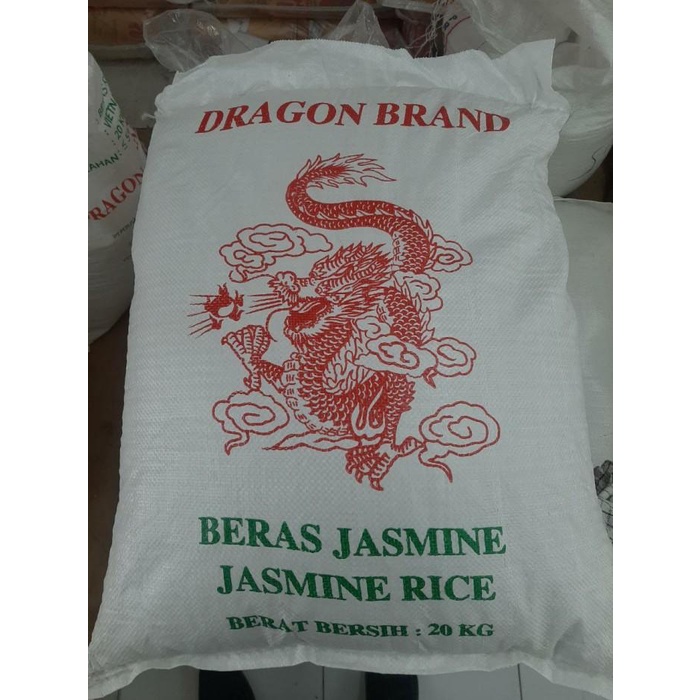 DRAGON BRAND
BERAS JASMINE
JASMINE RICE
BERAT BERSIH : 20 KG